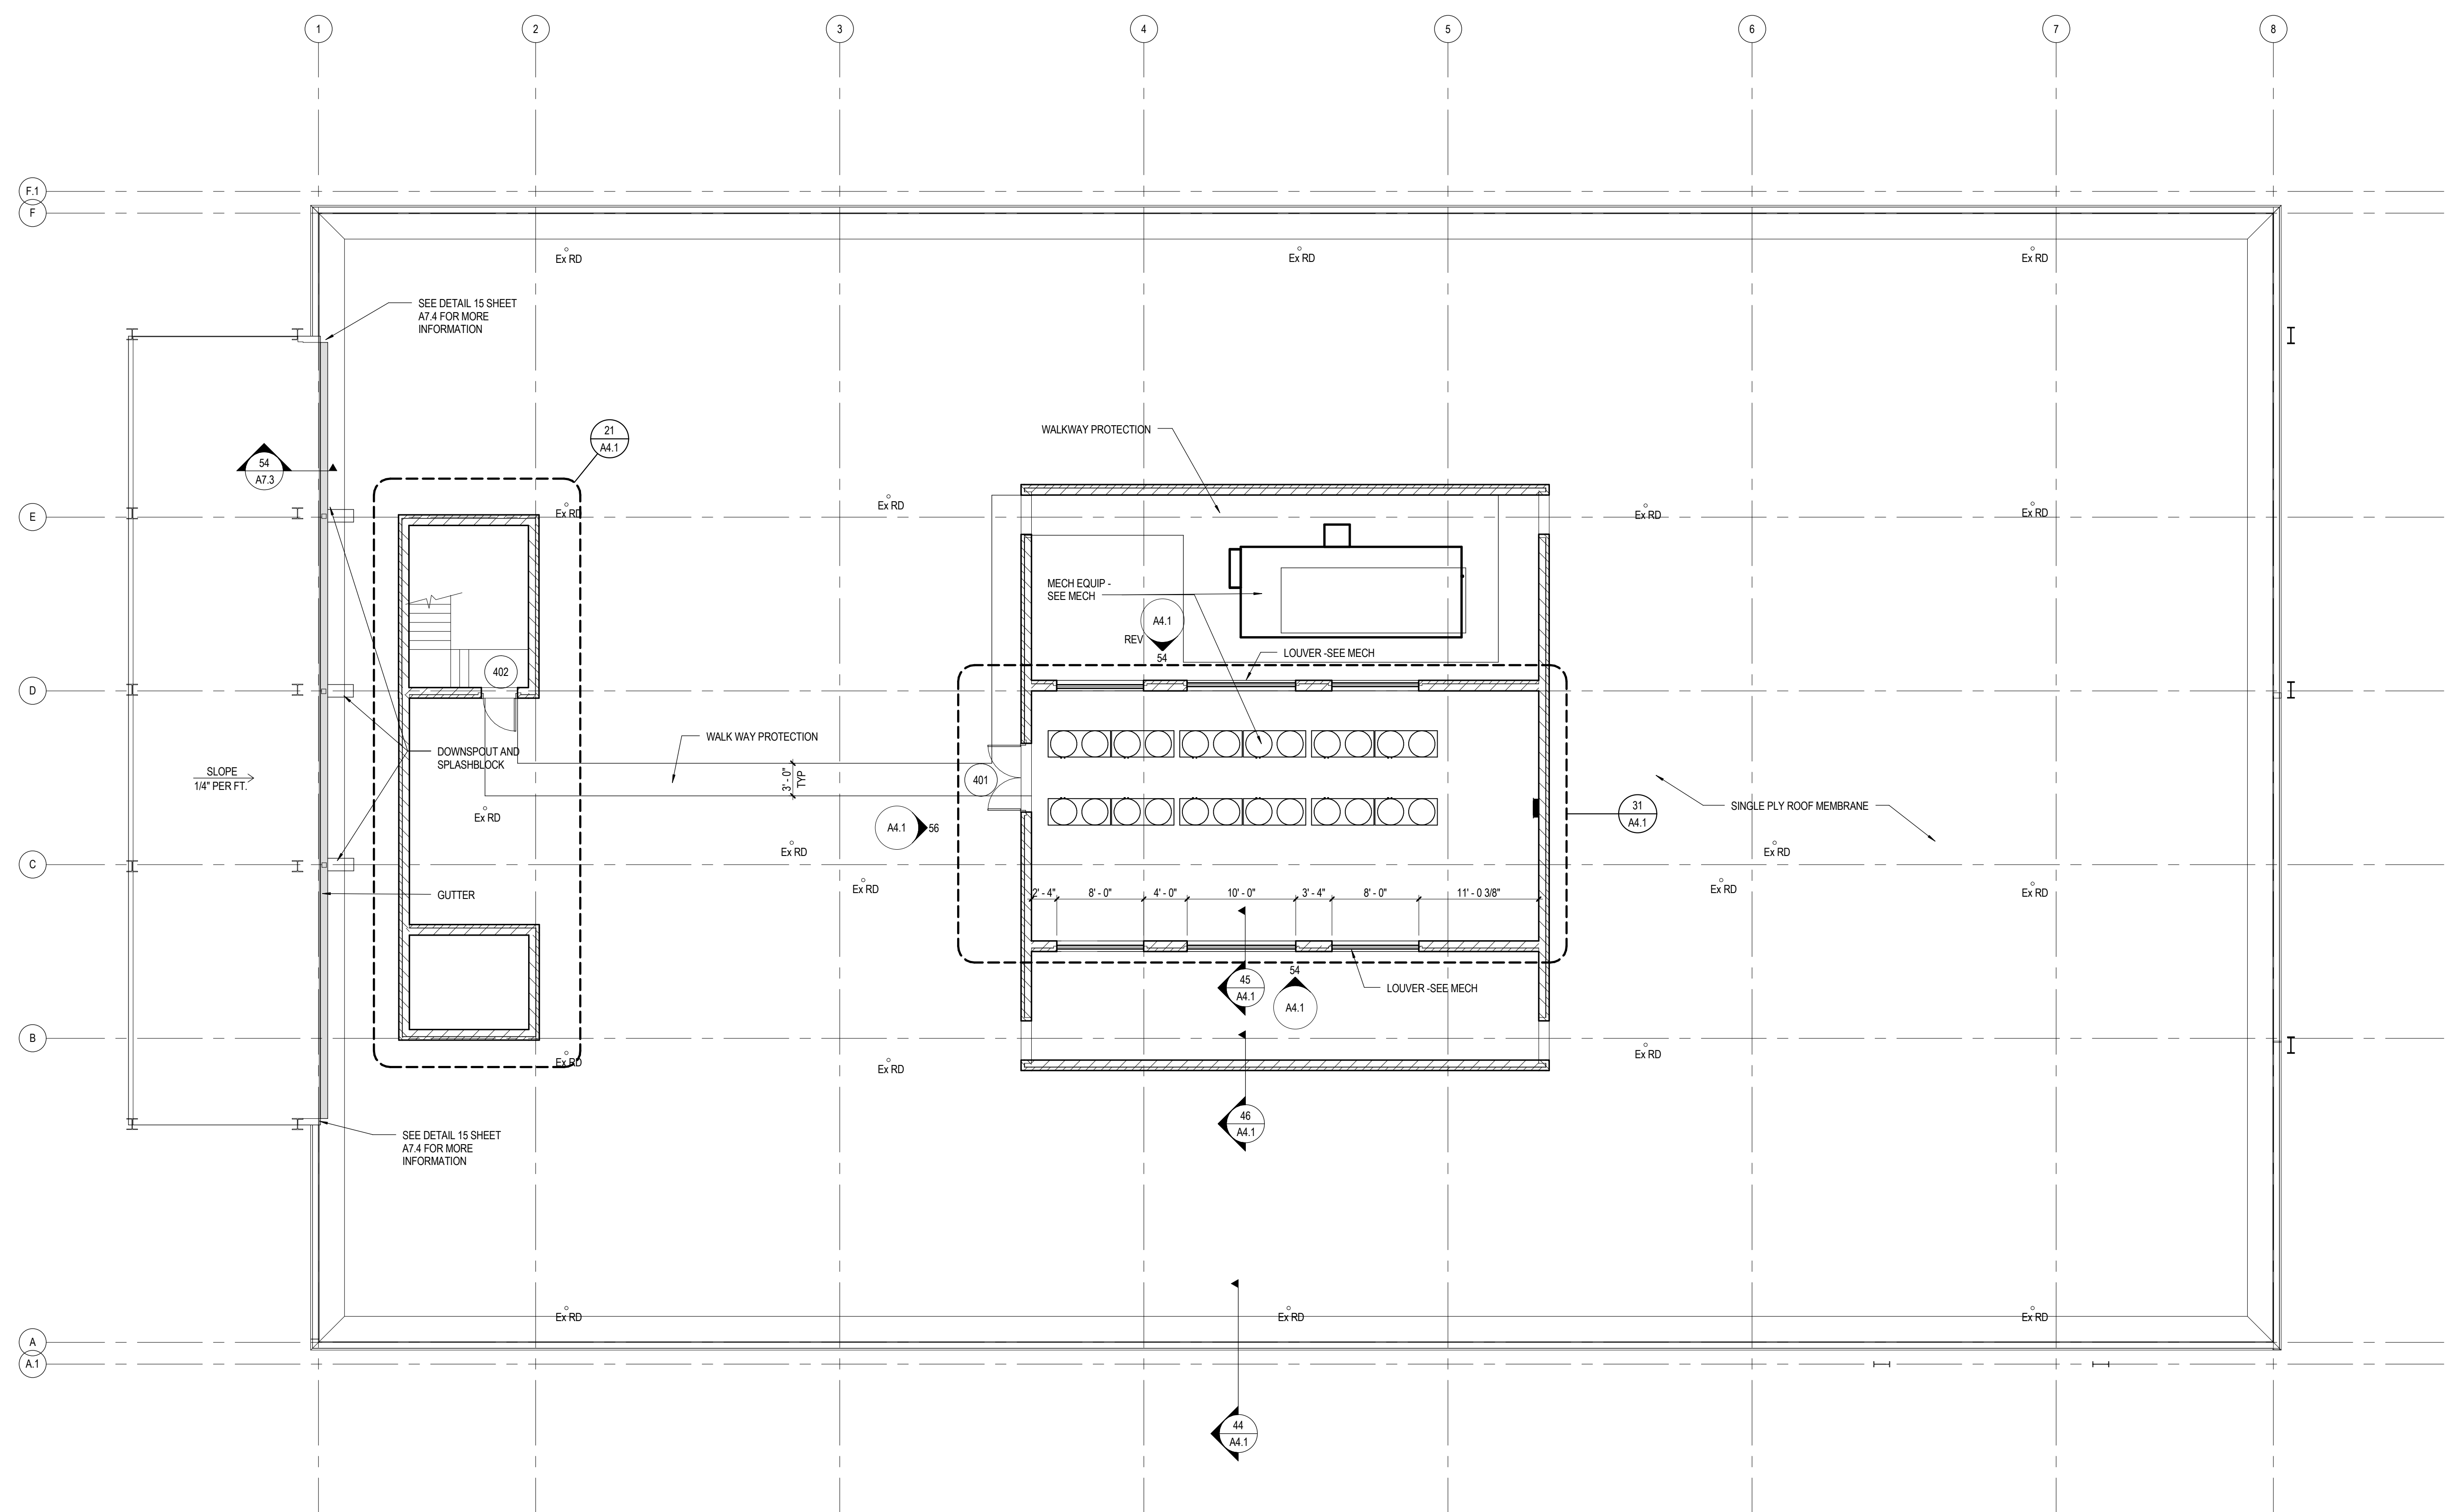 1
2
3
4
5
6
7
8
F.1
F
Ex RD
Ex RD
Ex RD
SEE DETAIL 15 SHEET
A7.4 FOR MORE
INFORMATION
21
A4.1
WALKWAY PROTECTION
54
A7.3
E
Ex RD
Ex RD
Ex RD
Ex RD
MECH EQUIP -
SEE MECH
A4.1
REV
54
LOUVER -SEE MECH
402
D
WALK WAY PROTECTION
DOWNSPOUT AND
SPLASHBLOCK
SLOPE
1/4" PER FT.
3' - 0"
TYP
401
SINGLE PLY ROOF MEMBRANE
31
A4.1
Ex RD
A4.1
56
Ex RD
Ex RD
C
Ex RD
Ex RD
Ex RD
GUTTER
2' - 4"
8' - 0"
4' - 0"
10' - 0"
3' - 4"
8' - 0"
11' - 0 3/8"
45
A4.1
54
A4.1
LOUVER -SEE MECH
B
Ex RD
Ex RD
Ex RD
46
A4.1
SEE DETAIL 15 SHEET
A7.4 FOR MORE
INFORMATION
Ex RD
Ex RD
Ex RD
A
A.1
44
A4.1